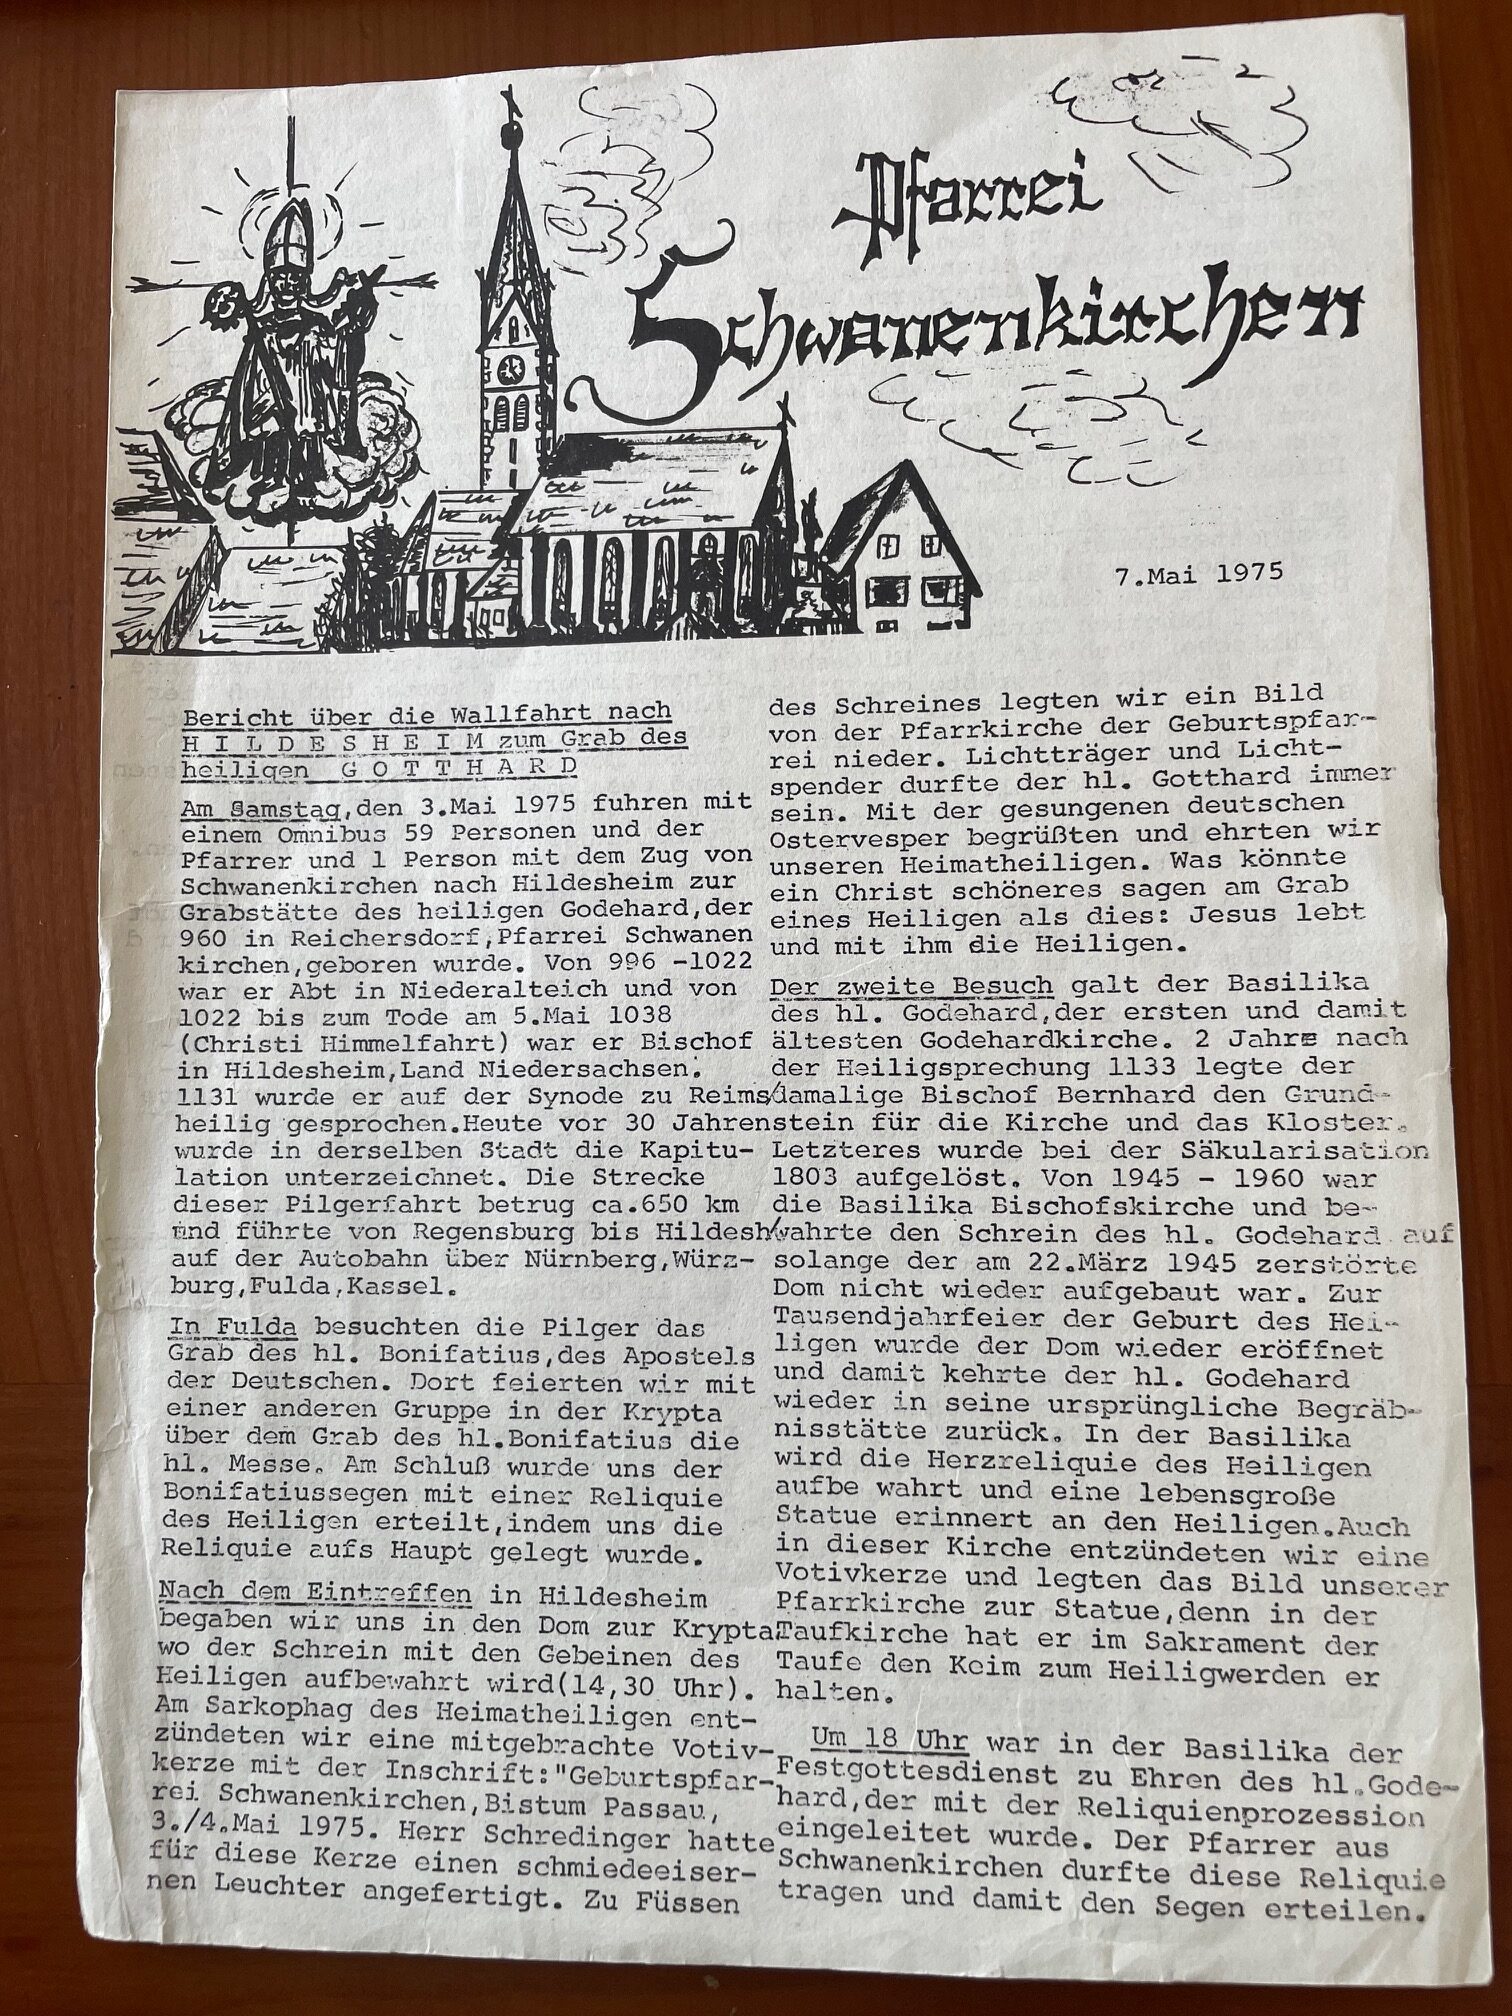 Pfarrei
Schwanenkirchen
7.Mai 1975
Bericht über die Wallfahrt nach
H I L D E S H E I M zum Grab des
heiligen G O T T H A R D
Am Samstag,den 3.Mai 1975 fuhren mit
einem Omnibus 59 Personen und der
Pfarrer und 1 Person mit dem Zug von
Schwanenkirchen nach Hildesheim zur
Grabstätte des heiligen Godehard,der
960 in Reichersdorf,Pfarrei Schwanen
kirchen,geboren wurde. Von 996 -1022
war er Abt in Niederalteich und von
1022 bis zum Tode am 5.Mai 1038
(Christi Himmelfahrt) war er Bischof
in Hildesheim,Land Niedersachsen.
1131 wurde er auf der Synode zu Reims/
heilig gesprochen.Heute vor 30 Jahren
wurde in derselben Stadt die Kapitu-
lation unterzeichnet. Die Strecke
dieser Pilgerfahrt betrug ca.650 km
und führte von Regensburg bis Hildesh/
auf der Autobahn über Nürnberg,Würz-
burg,Fulda,Kassel.
In Fulda besuchten die Pilger das
Grab des hl. Bonifatius,des Apostels
der Deutschen. Dort feierten wir mit
einer anderen Gruppe in der Krypta
über dem Grab des hl.Bonifatius die
hl. Messe. Am Schluß wurde uns der
Bonifatiussegen mit einer Reliquie
des Heiligen erteilt,indem uns die
Reliquie aufs Haupt gelegt wurde.
Nach dem Eintreffen in Hildesheim
begaben wir uns in den Dom zur Krypta
wo der Schrein mit den Gebeinen des
Heiligen aufbewahrt wird(14,30 Uhr).
Am Sarkophag des Heimatheiligen ent-
zündeten wir eine mitgebrachte Votiv-
kerze mit der Inschrift:"Geburtspfar-
rei Schwanenkirchen,Bistum Passau,
3./4.Mai 1975. Herr Schredinger hatte
für diese Kerze einen schmiedeeiser-
nen Leuchter angefertigt. Zu Füssen
des Schreines legten wir ein Bild
von der Pfarrkirche der Geburtspfar-
rei nieder. Lichtträger und Licht-
spender durfte der hl. Gotthard immer
sein. Mit der gesungenen deutschen
Ostervesper begrüßten und ehrten wir
unseren Heimatheiligen. Was könnte
ein Christ schöneres sagen am Grab
eines Heiligen als dies: Jesus lebt
und mit ihm die Heiligen.
Der zweite Besuch galt der Basilika
des hl. Godehard,der ersten und damit
ältesten Godehardkirche. 2 Jahre nach
der Heiligsprechung 1133 legte der
damalige Bischof Bernhard den Grund-
stein für die Kirche und das Kloster.
Letzteres wurde bei der Säkularisation
1803 aufgelöst. Von 1945 - 1960 war
die Basilika Bischofskirche und be-
wahrte den Schrein des hl. Godehard auf
solange der am 22.März 1945 zerstörte
Dom nicht wieder aufgebaut war. Zur
Tausendjahrfeier der Geburt des Hei-
ligen wurde der Dom wieder eröffnet
und damit kehrte der hl. Godehard
wieder in seine ursprüngliche Begräb-
nisstätte zurück. In der Basilika
wird die Herzreliquie des Heiligen
aufbe wahrt und eine lebensgroße
Statue erinnert an den Heiligen.Auch
in dieser Kirche entzündeten wir eine
Votivkerze und legten das Bild unserer
Pfarrkirche zur Statue,denn in der
Taufkirche hat er im Sakrament der
Taufe den Keim zum Heiligwerden er
halten.
Um 18 Uhr war in der Basilika der
Festgottesdienst zu Ehren des hl.Gode-
hard,der mit der Reliquienprozession
eingeleitet wurde. Der Pfarrer aus
Schwanenkirchen durfte diese Reliquie
tragen und damit den Segen erteilen.